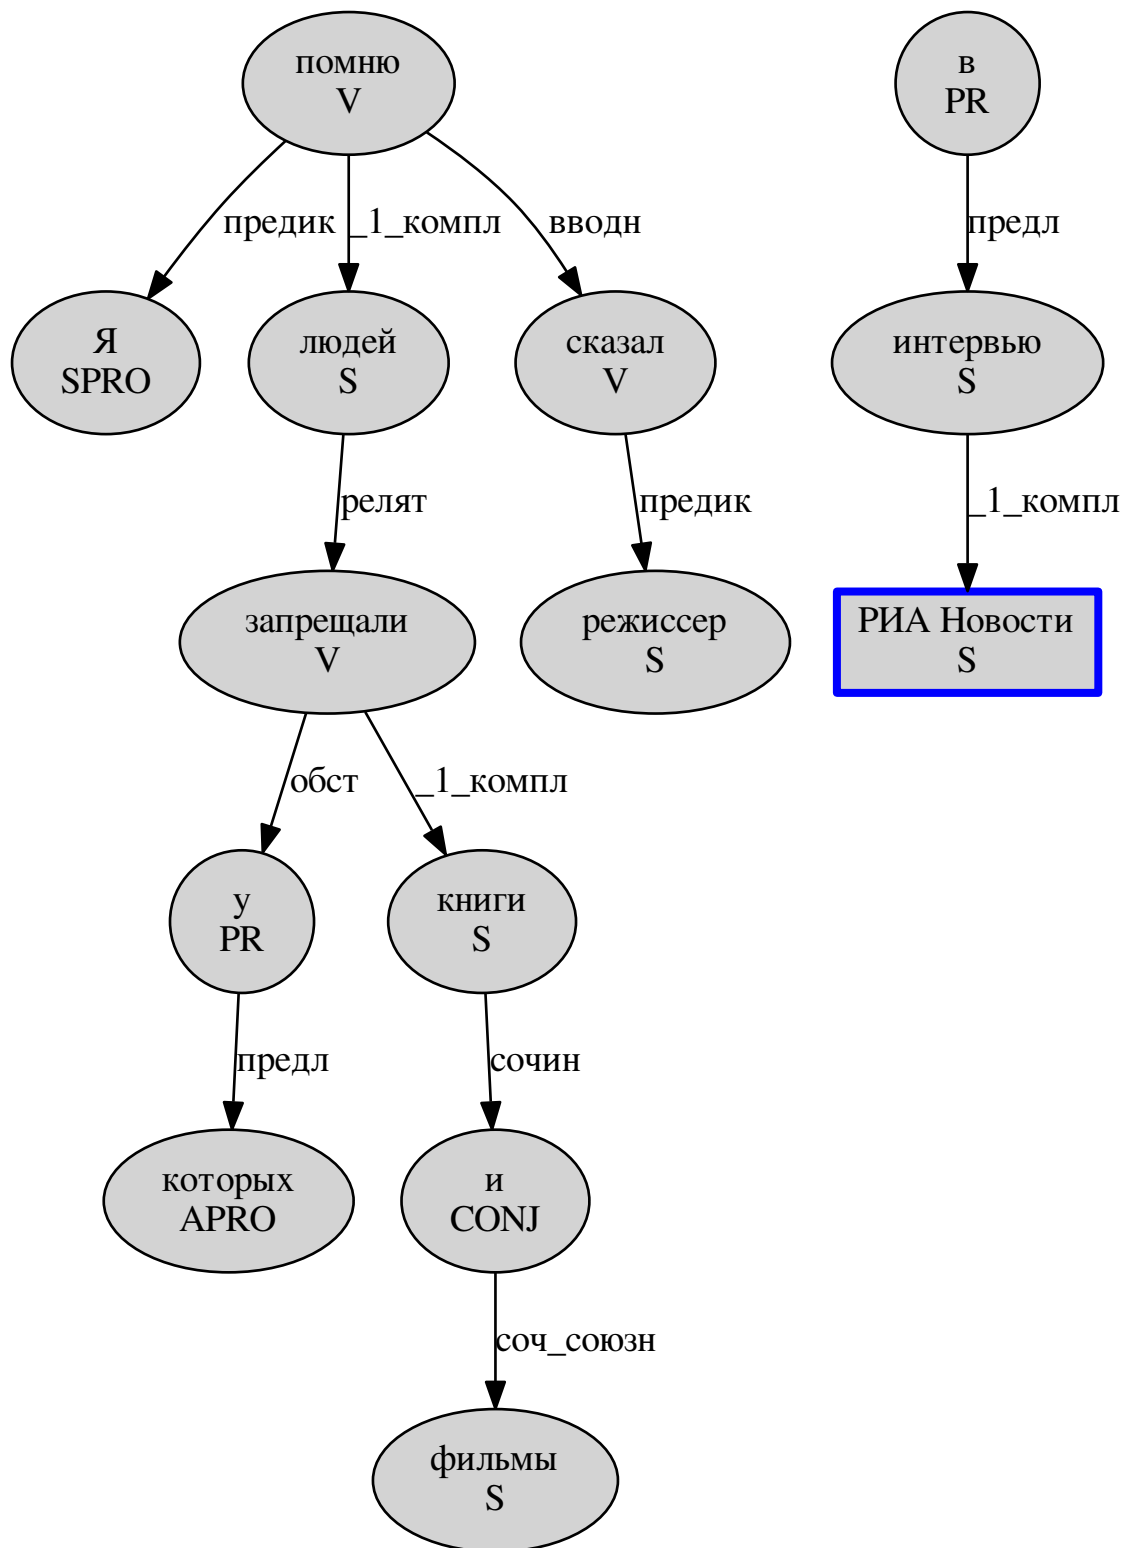 помню
V
в
PR
предик
_1_компл
вводн
предл
Я
SPRO
людей
S
сказал
V
интервью
S
релят
предик
_1_компл
запрещали
V
режиссер
S
РИА Новости
S
обст
_1_компл
у
PR
книги
S
предл
сочин
которых
APRO
и
CONJ
соч_союзн
фильмы
S